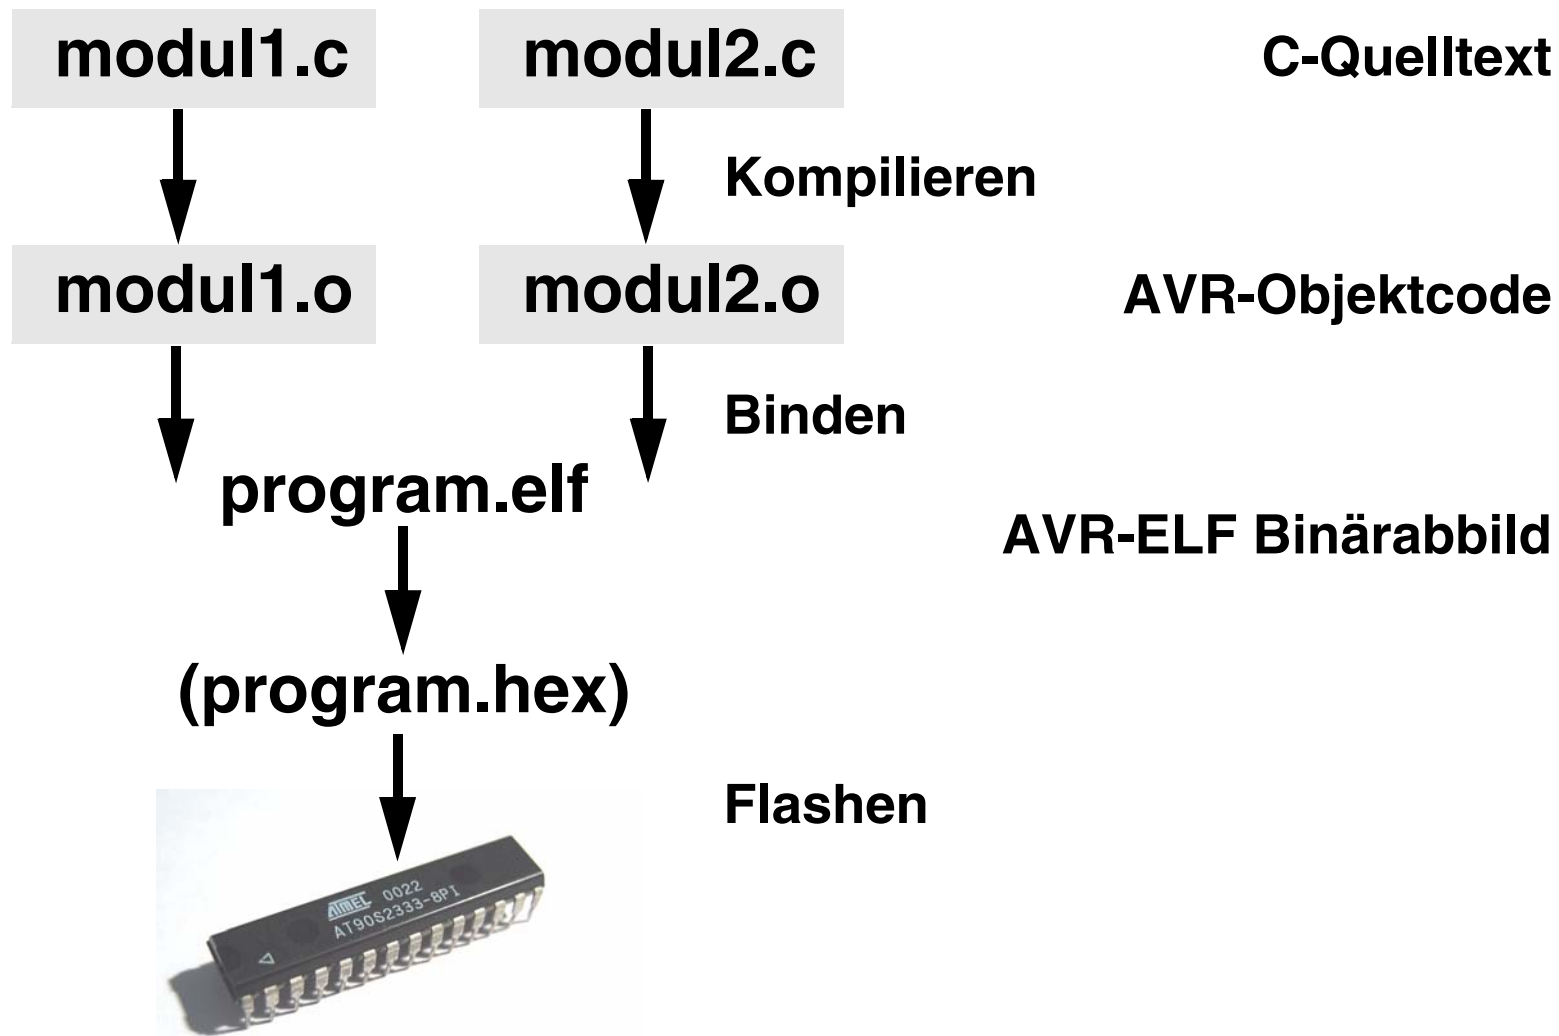 modul1.c modul2.c C-Quelltext
Kompilieren
modul1.o modul2.o AVR-Objektcode
Binden
program.elf
AVR-ELF Binärabbild
(program.hex)
Flashen
ATMEL 0022
AT90S2333-8PI